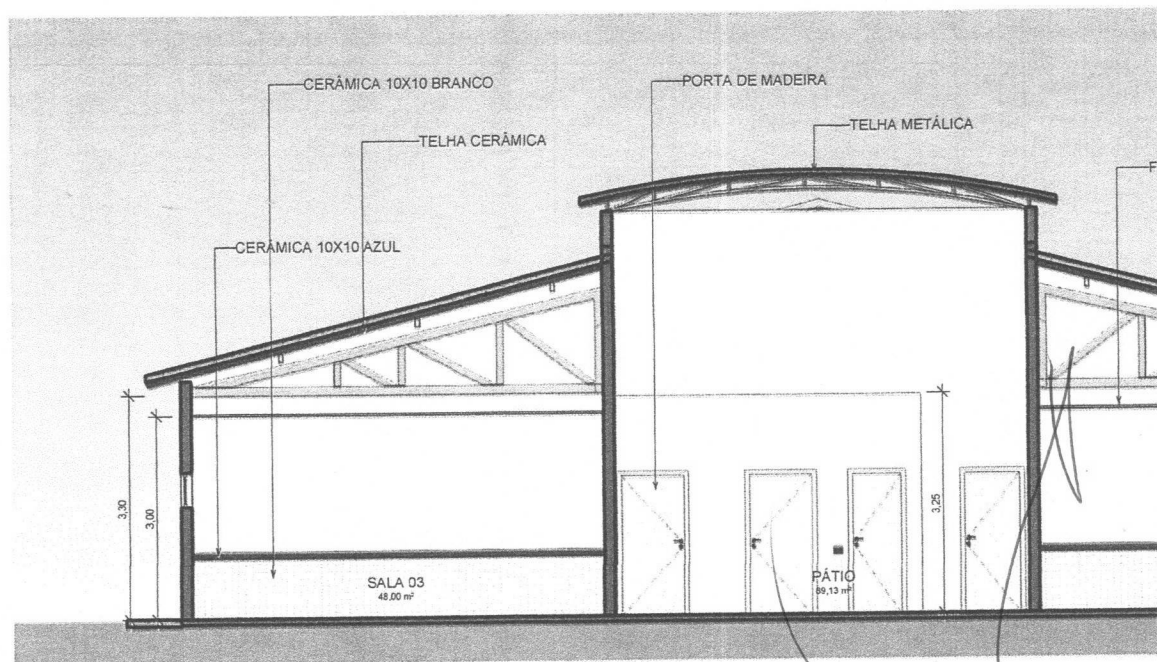 CERÂMICA 10X10 BRANCO
PORTA DE MADEIRA
TELHA METÁLICA
TELHA CERÂMICA
F
CERÂMICA 10X10 AZUL
3,30
3,00
3,25
SALA 03
48,00 m²
PÁTIO
89,13 m²